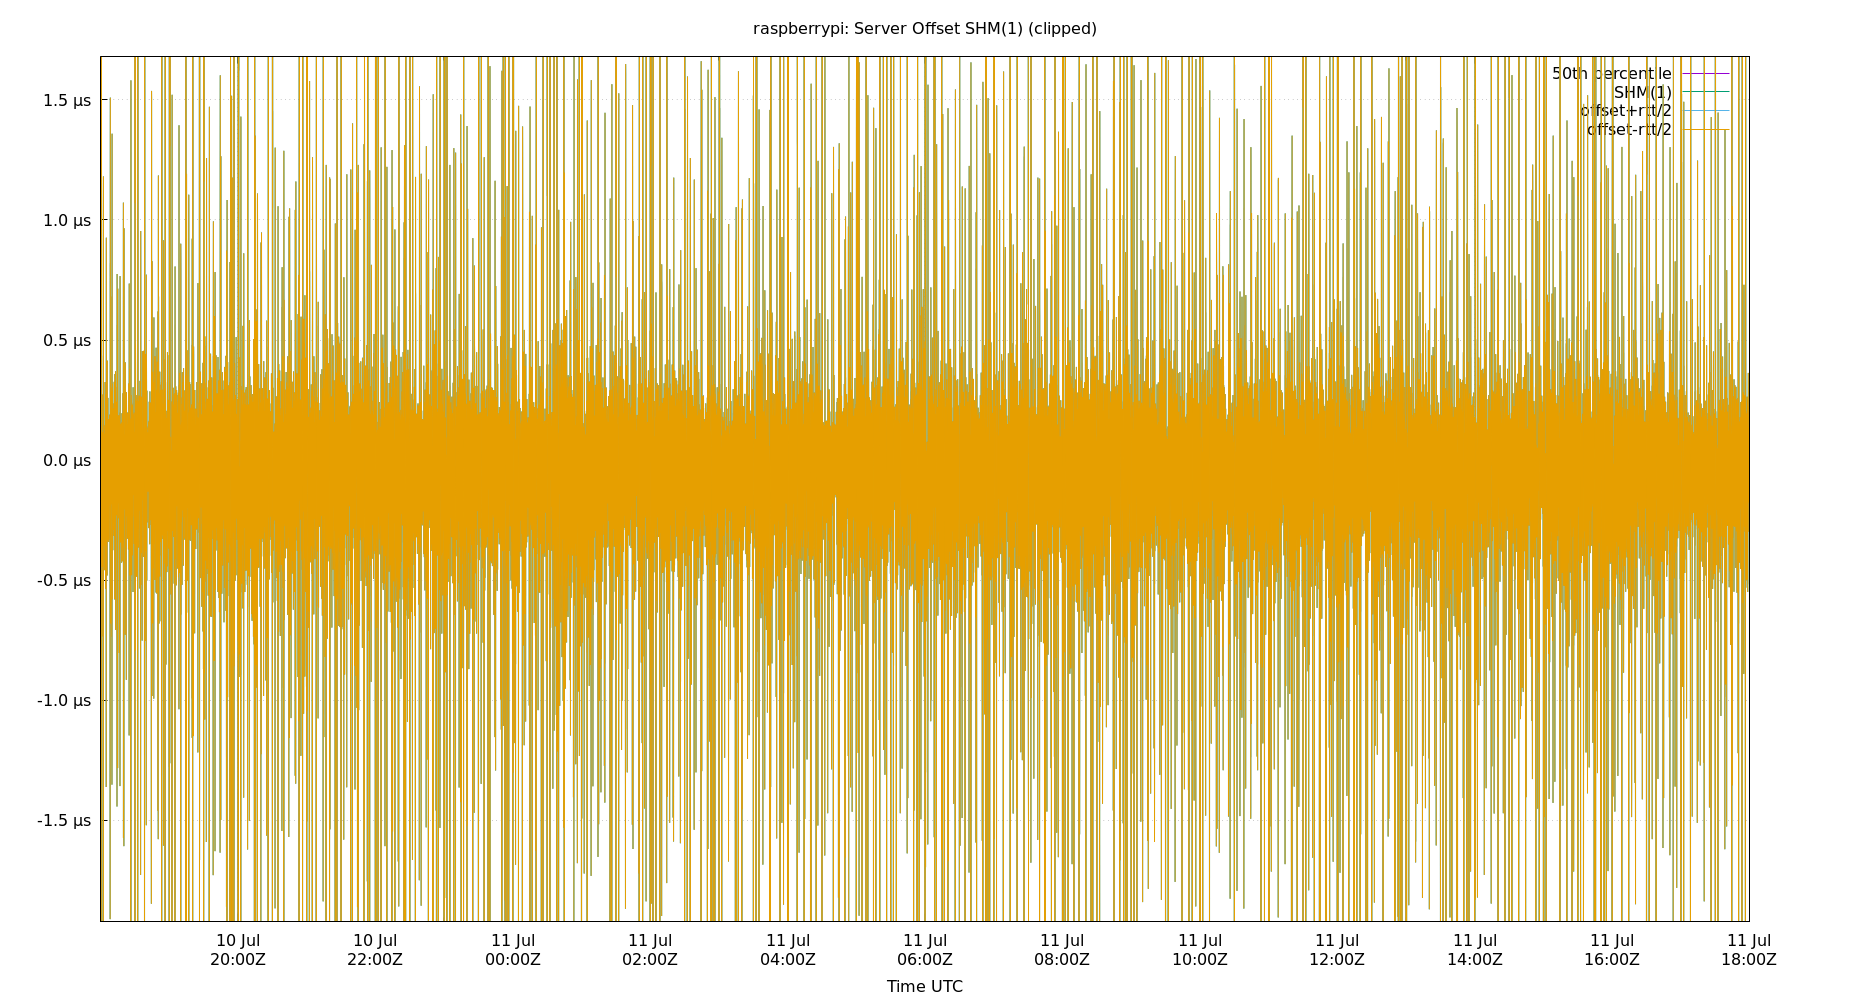 raspberrypi: Server Offset SHM(1) (clipped)
50th percentile
SHM(1)
offset+rtt/2
offset-rtt/2
1.5 µs
1.0 µs
0.5 µs
0.0 µs
-0.5 µs
-1.0 µs
-1.5 µs
10 Jul 10 Jul 11 Jul 11 Jul 11 Jul 11 Jul 11 Jul 11 Jul 11 Jul 11 Jul 11 Jul 11 Jul
20:00Z 22:00Z 00:00Z 02:00Z 04:00Z 06:00Z 08:00Z 10:00Z 12:00Z 14:00Z 16:00Z 18:00Z
Time UTC